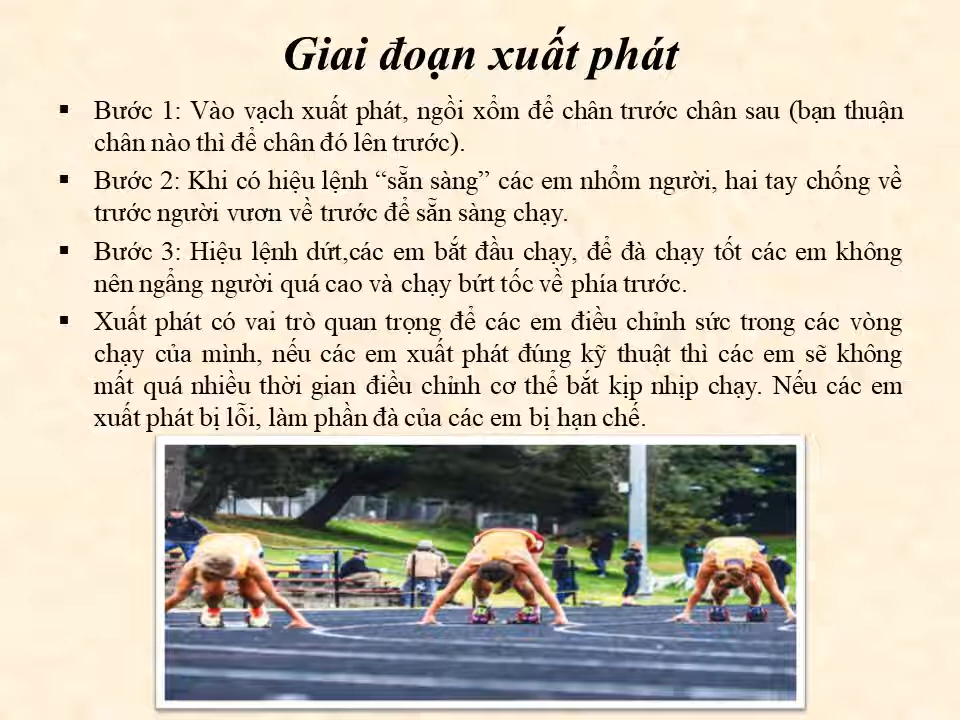 Giai đoạn xuất phát
▪ Bước 1: Vào vạch xuất phát, ngồi xổm để chân trước chân sau (bạn thuận
chân nào thì để chân đó lên trước).
▪ Bước 2: Khi có hiệu lệnh “sẵn sàng” các em nhổm người, hai tay chống về
trước người vươn về trước để sẵn sàng chạy.
▪ Bước 3: Hiệu lệnh dứt,các em bắt đầu chạy, để đà chạy tốt các em không
nên ngẩng người quá cao và chạy bứt tốc về phía trước.
▪ Xuất phát có vai trò quan trọng để các em điều chỉnh sức trong các vòng
chạy của mình, nếu các em xuất phát đúng kỹ thuật thì các em sẽ không
mất quá nhiều thời gian điều chỉnh cơ thể bắt kịp nhịp chạy. Nếu các em
xuất phát bị lỗi, làm phần đà của các em bị hạn chế.